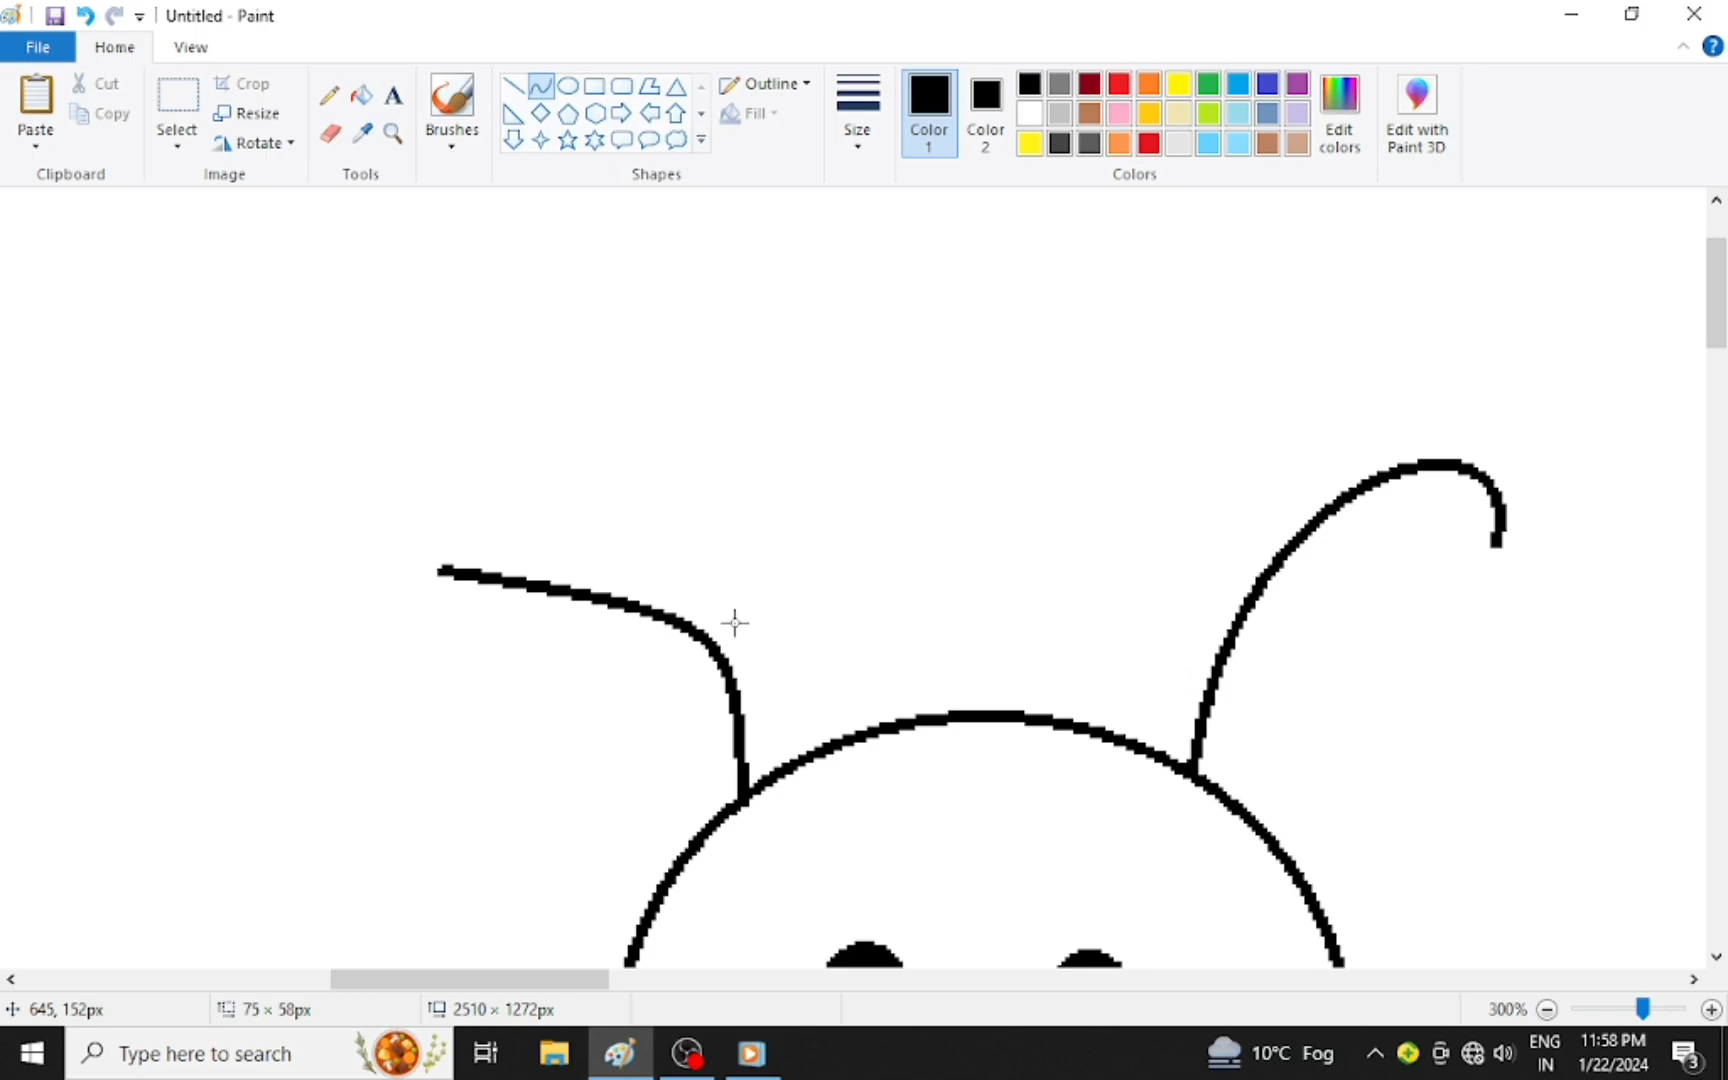 Untitled - Paint
File Home View
Paste
Cut
Copy
Clipboard
Select
Crop
Resize
Rotate
Image
A
Tools
Brushes
Outline
Fill
Shapes
Size
Color 1
Color 2
Edit colors
Colors
Edit with Paint 3D
645, 152px 75 × 58px 2510 × 1272px 300%
Type here to search 10°C Fog ENG 11:58 PM
IN 1/22/2024 3